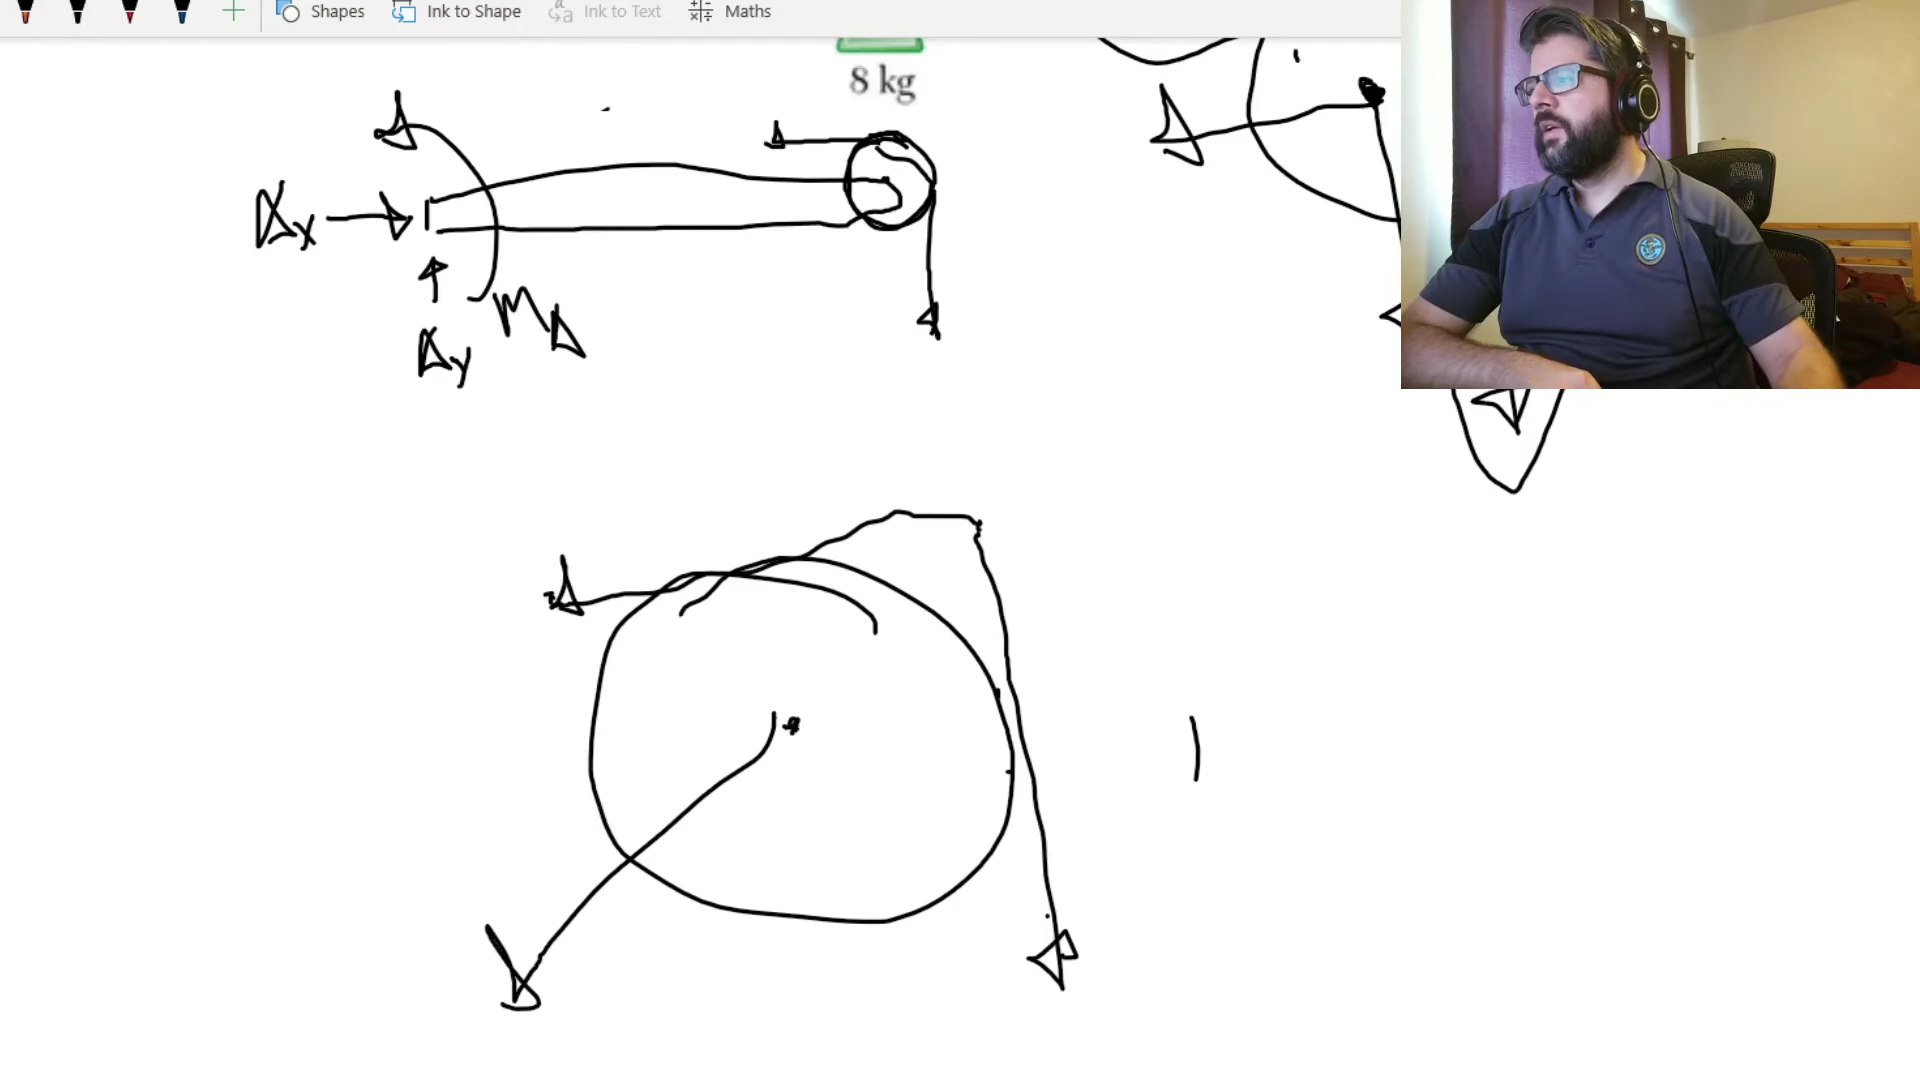 Shapes
Ink to Shape
Ink to Text
Maths
8 kg
Ax
MA
Ay